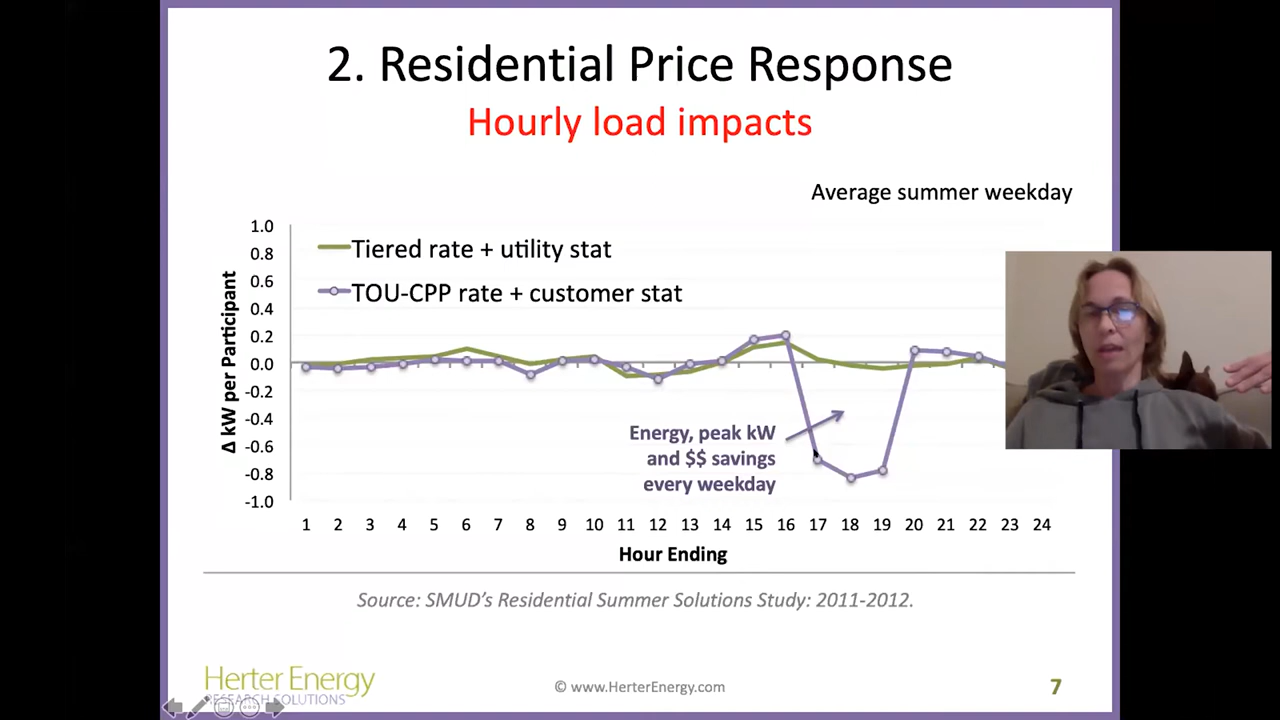 2. Residential Price Response
Hourly load impacts
Average summer weekday
Tiered rate + utility stat
TOU-CPP rate + customer stat
Δ kW per Participant
1.0
0.8
0.6
0.4
0.2
0.0
-0.2
-0.4
-0.6
-0.8
-1.0
Energy, peak kW
and $$ savings
every weekday
1 2 3 4 5 6 7 8 9 10 11 12 13 14 15 16 17 18 19 20 21 22 23 24
Hour Ending
Source: SMUD's Residential Summer Solutions Study: 2011-2012.
Herter Energy
RESEARCH SOLUTIONS
© www.HerterEnergy.com
7